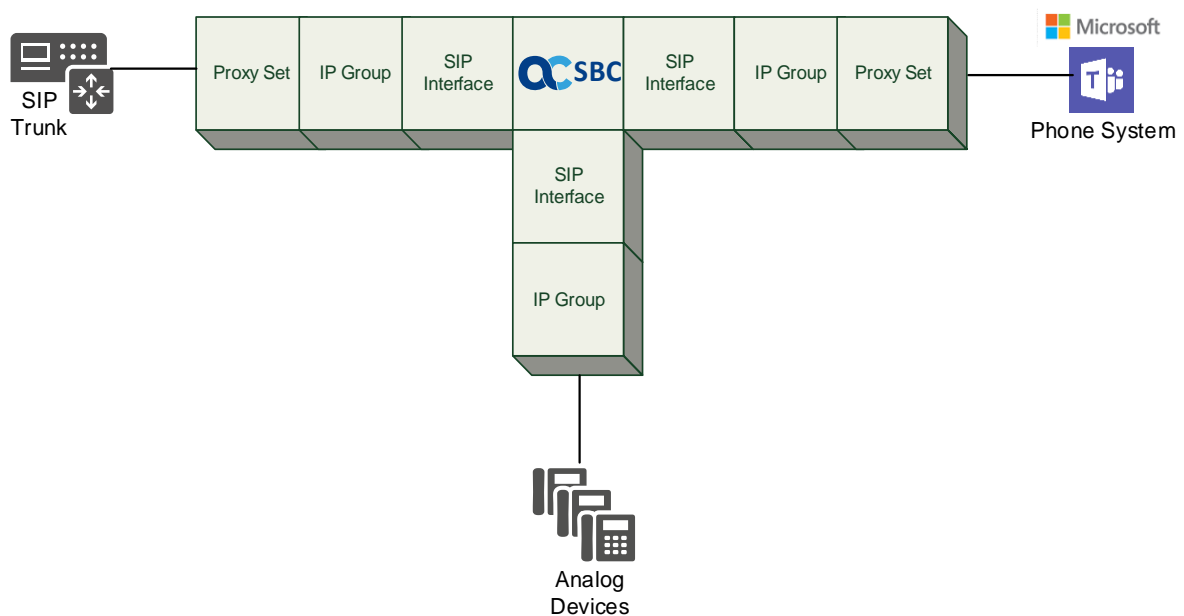 Microsoft
Proxy Set
IP Group
SIP
Interface
SBC
SIP
Interface
IP Group
Proxy Set
SIP
Trunk
T
Phone System
SIP
Interface
IP Group
Analog
Devices